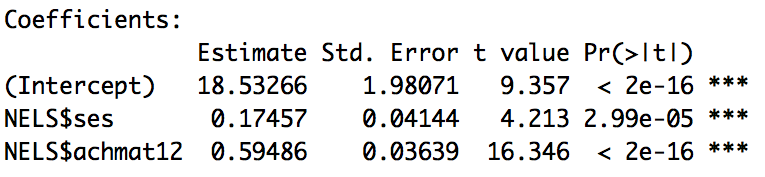 Coefficients:
Estimate Std. Error t value Pr(>|t|)
(Intercept) 18.53266 1.98071 9.357 < 2e-16 ***
NELS$ses 0.17457 0.04144 4.213 2.99e-05 ***
NELS$achmat12 0.59486 0.03639 16.346 < 2e-16 ***